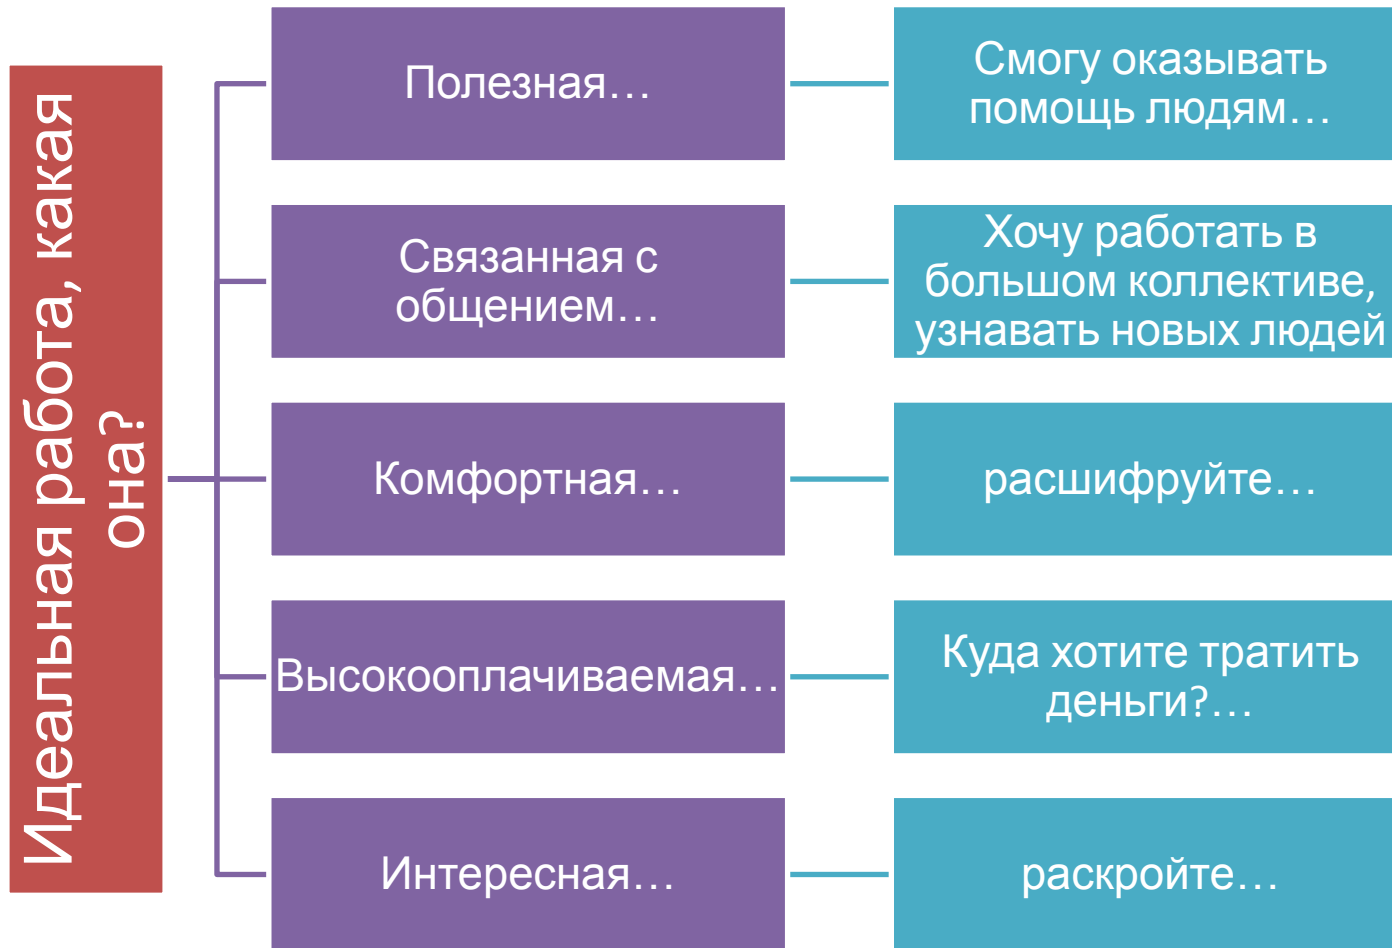 Идеальная работа, какая
она?
Полезная…
Смогу оказывать
помощь людям…
Связанная с
общением…
Хочу работать в
большом коллективе,
узнавать новых людей
Комфортная…
расшифруйте…
Высокооплачиваемая…
Куда хотите тратить
деньги?…
Интересная…
раскройте…